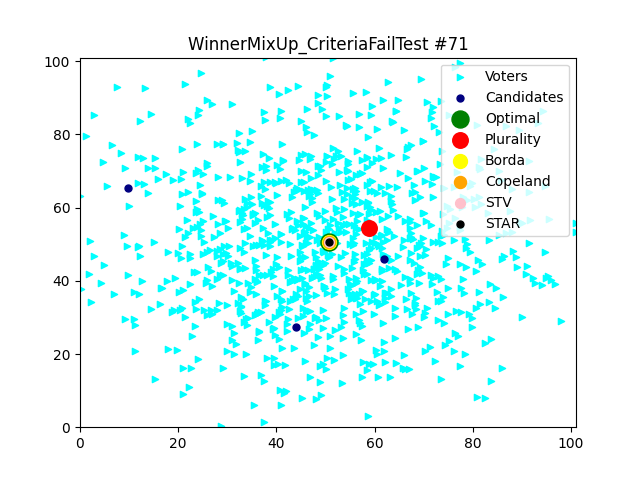 WinnerMixUp_CriteriaFailTest #71
Voters
Candidates
Optimal
Plurality
Borda
Copeland
STV
STAR
100
80
60
40
20
0
0 20 40 60 80 100